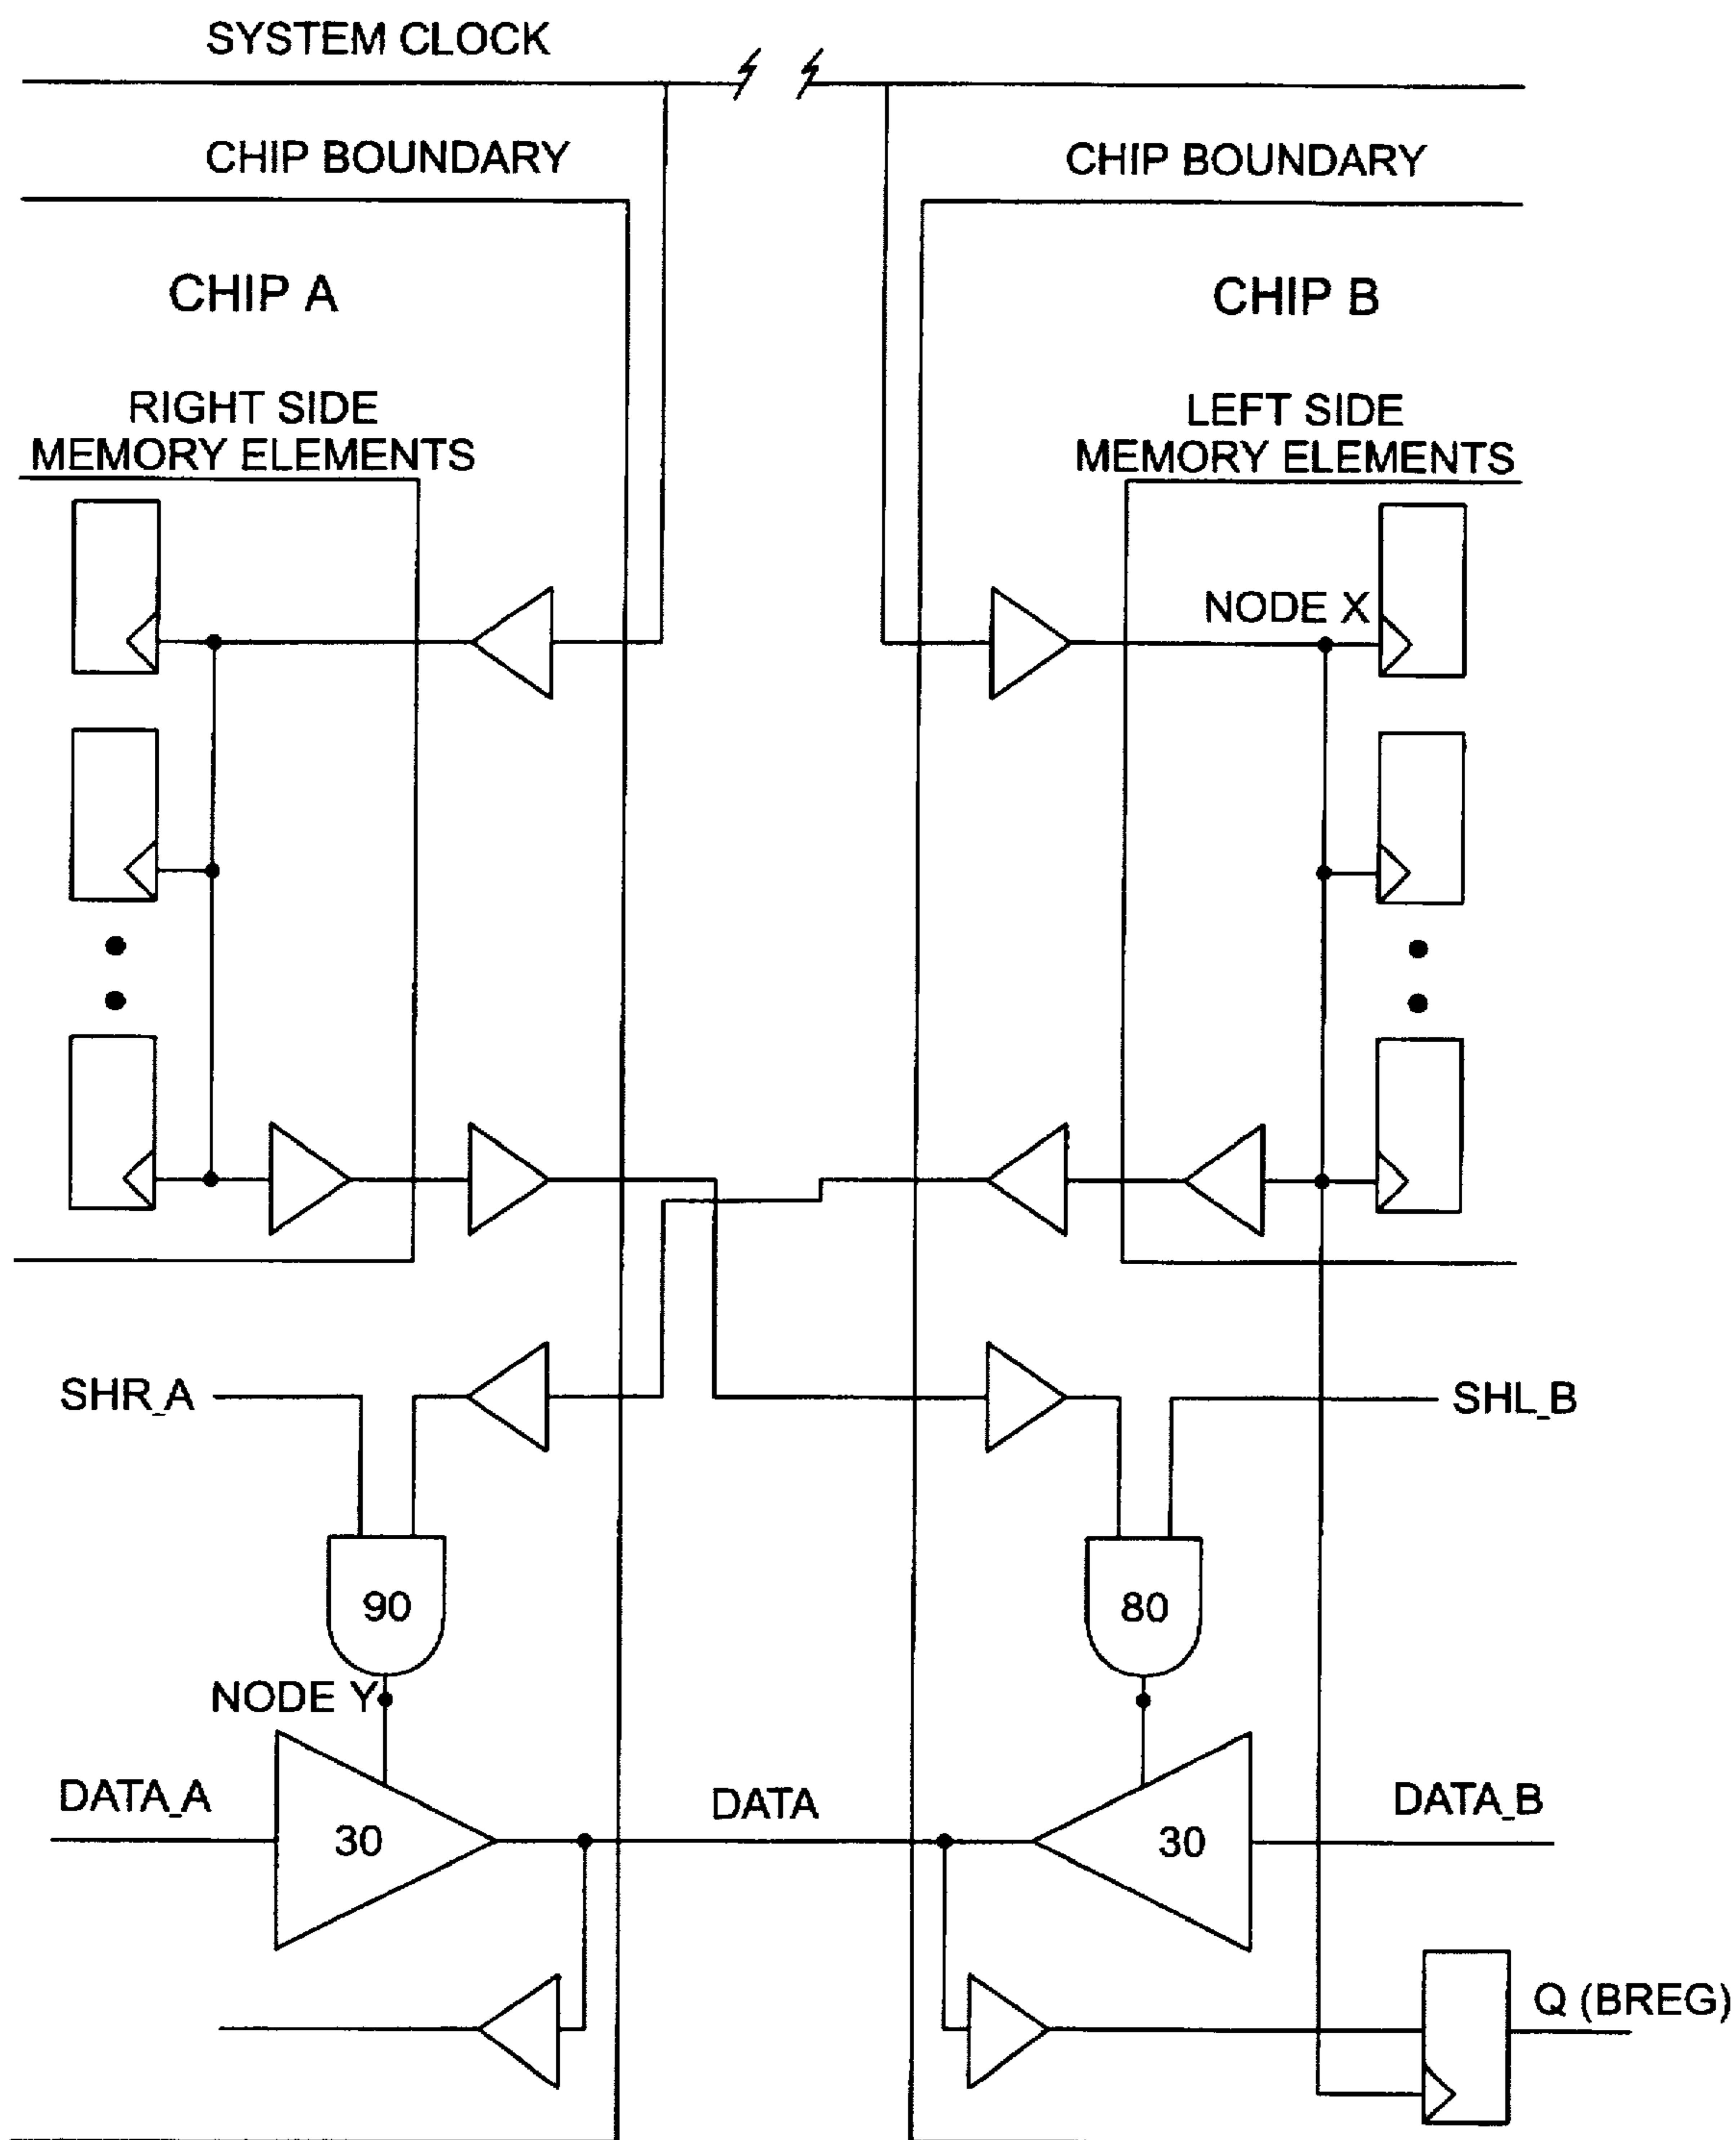 SYSTEM CLOCK
CHIP BOUNDARY
CHIP BOUNDARY
CHIP A
CHIP B
RIGHT SIDE
MEMORY ELEMENTS
LEFT SIDE
MEMORY ELEMENTS
NODE X
SHR_A
SHL_B
90
80
NODE Y
DATA_A
30
DATA
30
DATA_B
Q (BREG)